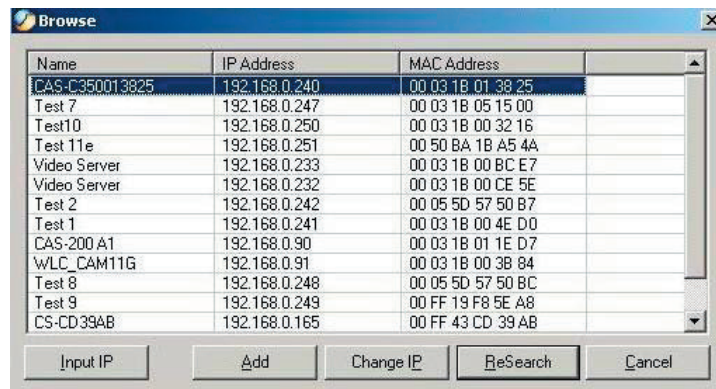 Browse
Name IP Address MAC Address
CAS-C350013825 192.168.0.240 00 03 1B 01 38 25
Test 7 192.168.0.247 00 03 1B 05 15 00
Test10 192.168.0.250 00 03 1B 00 32 16
Test 11e 192.168.0.251 00 50 BA 1B A5 4A
Video Server 192.168.0.233 00 03 1B 00 BC E7
Video Server 192.168.0.232 00 03 1B 00 CE 5E
Test 2 192.168.0.242 00 05 5D 57 50 B7
Test 1 192.168.0.241 00 03 1B 00 4E D0
CAS-200 A1 192.168.0.90 00 03 1B 01 1E D7
WLC_CAM11G 192.168.0.91 00 03 1B 00 3B 84
Test 8 192.168.0.248 00 05 5D 57 50 BC
Test 9 192.168.0.249 00 FF 19 F8 5E A8
CS-CD39AB 192.168.0.165 00 FF 43 CD 39 AB
Input IP Add Change IP ReSearch Cancel